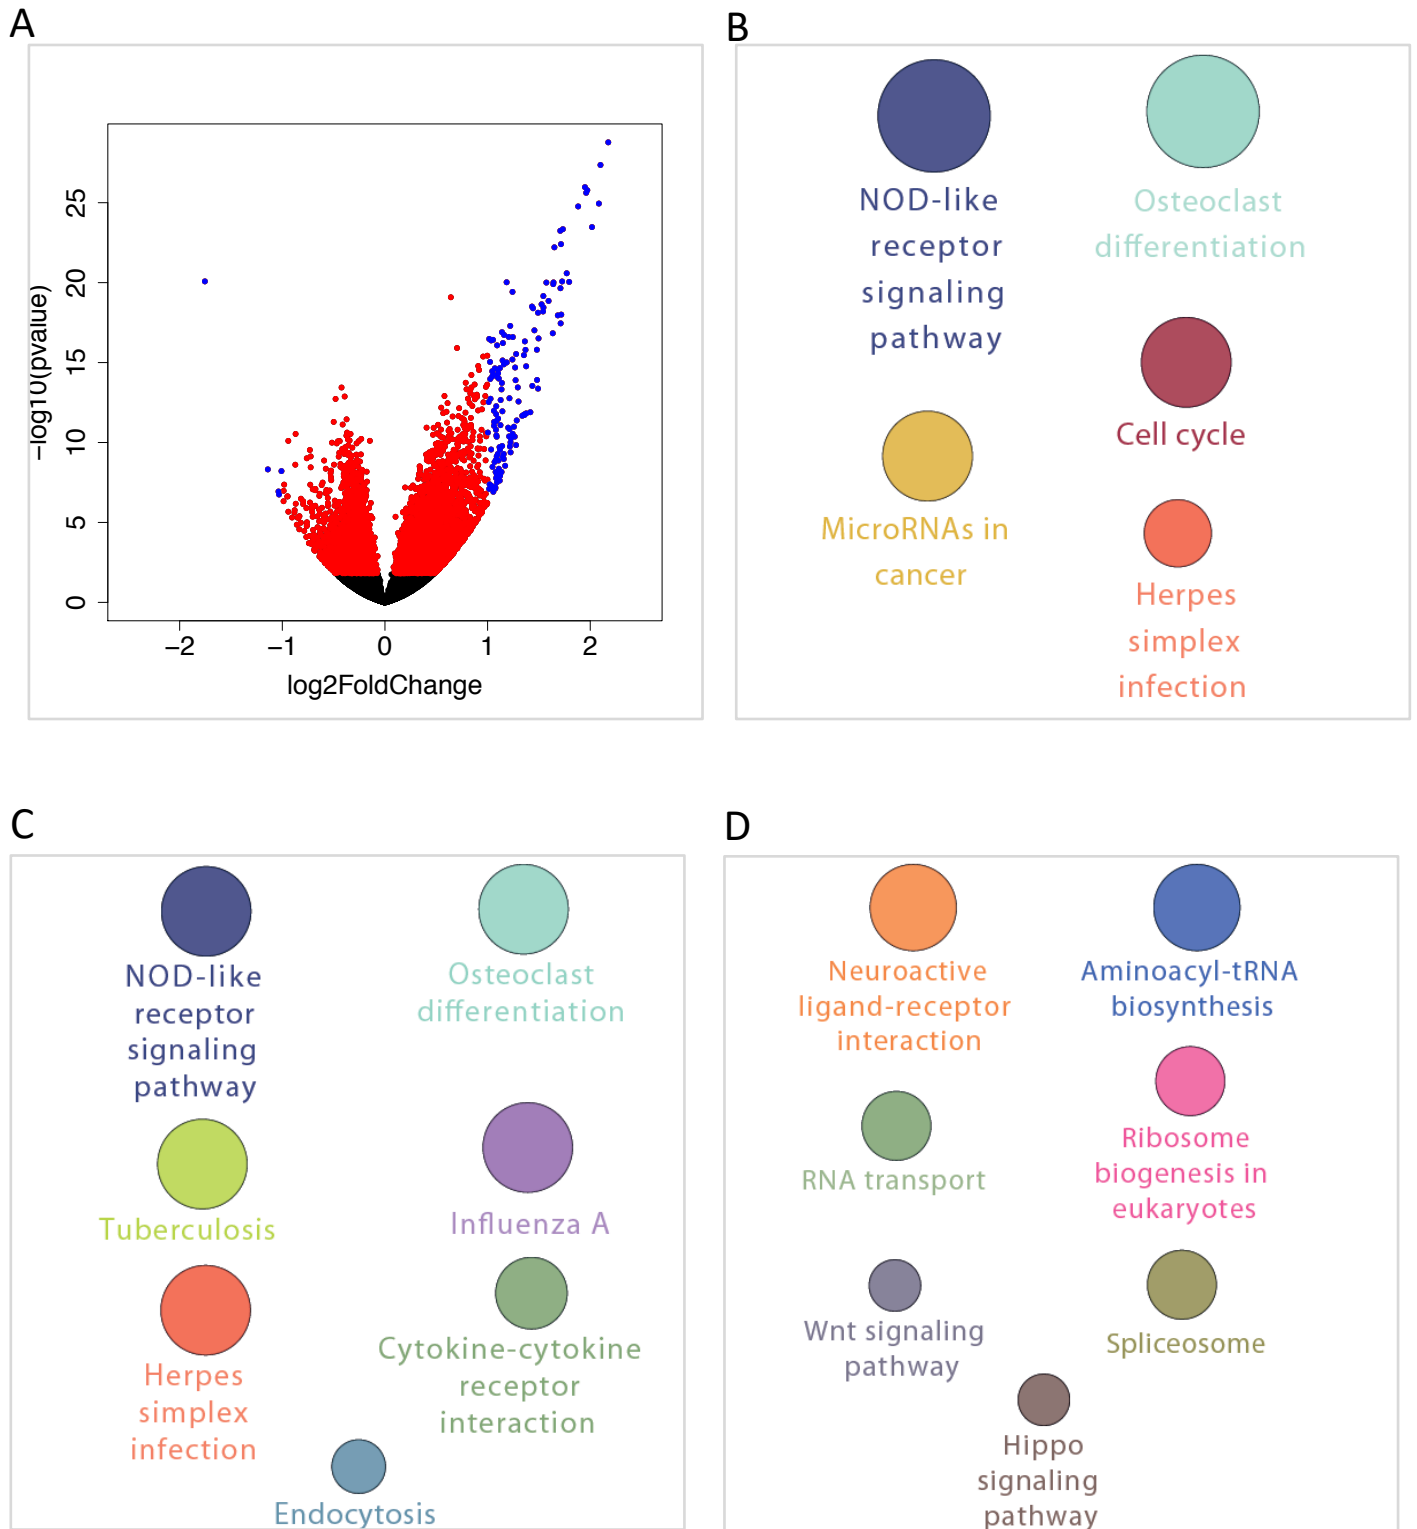 A
25
20
15
10
5
0
−log10(pvalue)
−2
−1
0
1
2
log2FoldChange
B
NOD-like
receptor
signaling
pathway
Osteoclast
differentiation
Cell cycle
MicroRNAs in
cancer
Herpes
simplex
infection
C
NOD-like
receptor
signaling
pathway
Osteoclast
differentiation
Tuberculosis
Influenza A
Herpes
simplex
infection
Cytokine-cytokine
receptor
interaction
Endocytosis
D
Neuroactive
ligand-receptor
interaction
Aminoacyl-tRNA
biosynthesis
RNA transport
Ribosome
biogenesis in
eukaryotes
Wnt signaling
pathway
Spliceosome
Hippo
signaling
pathway